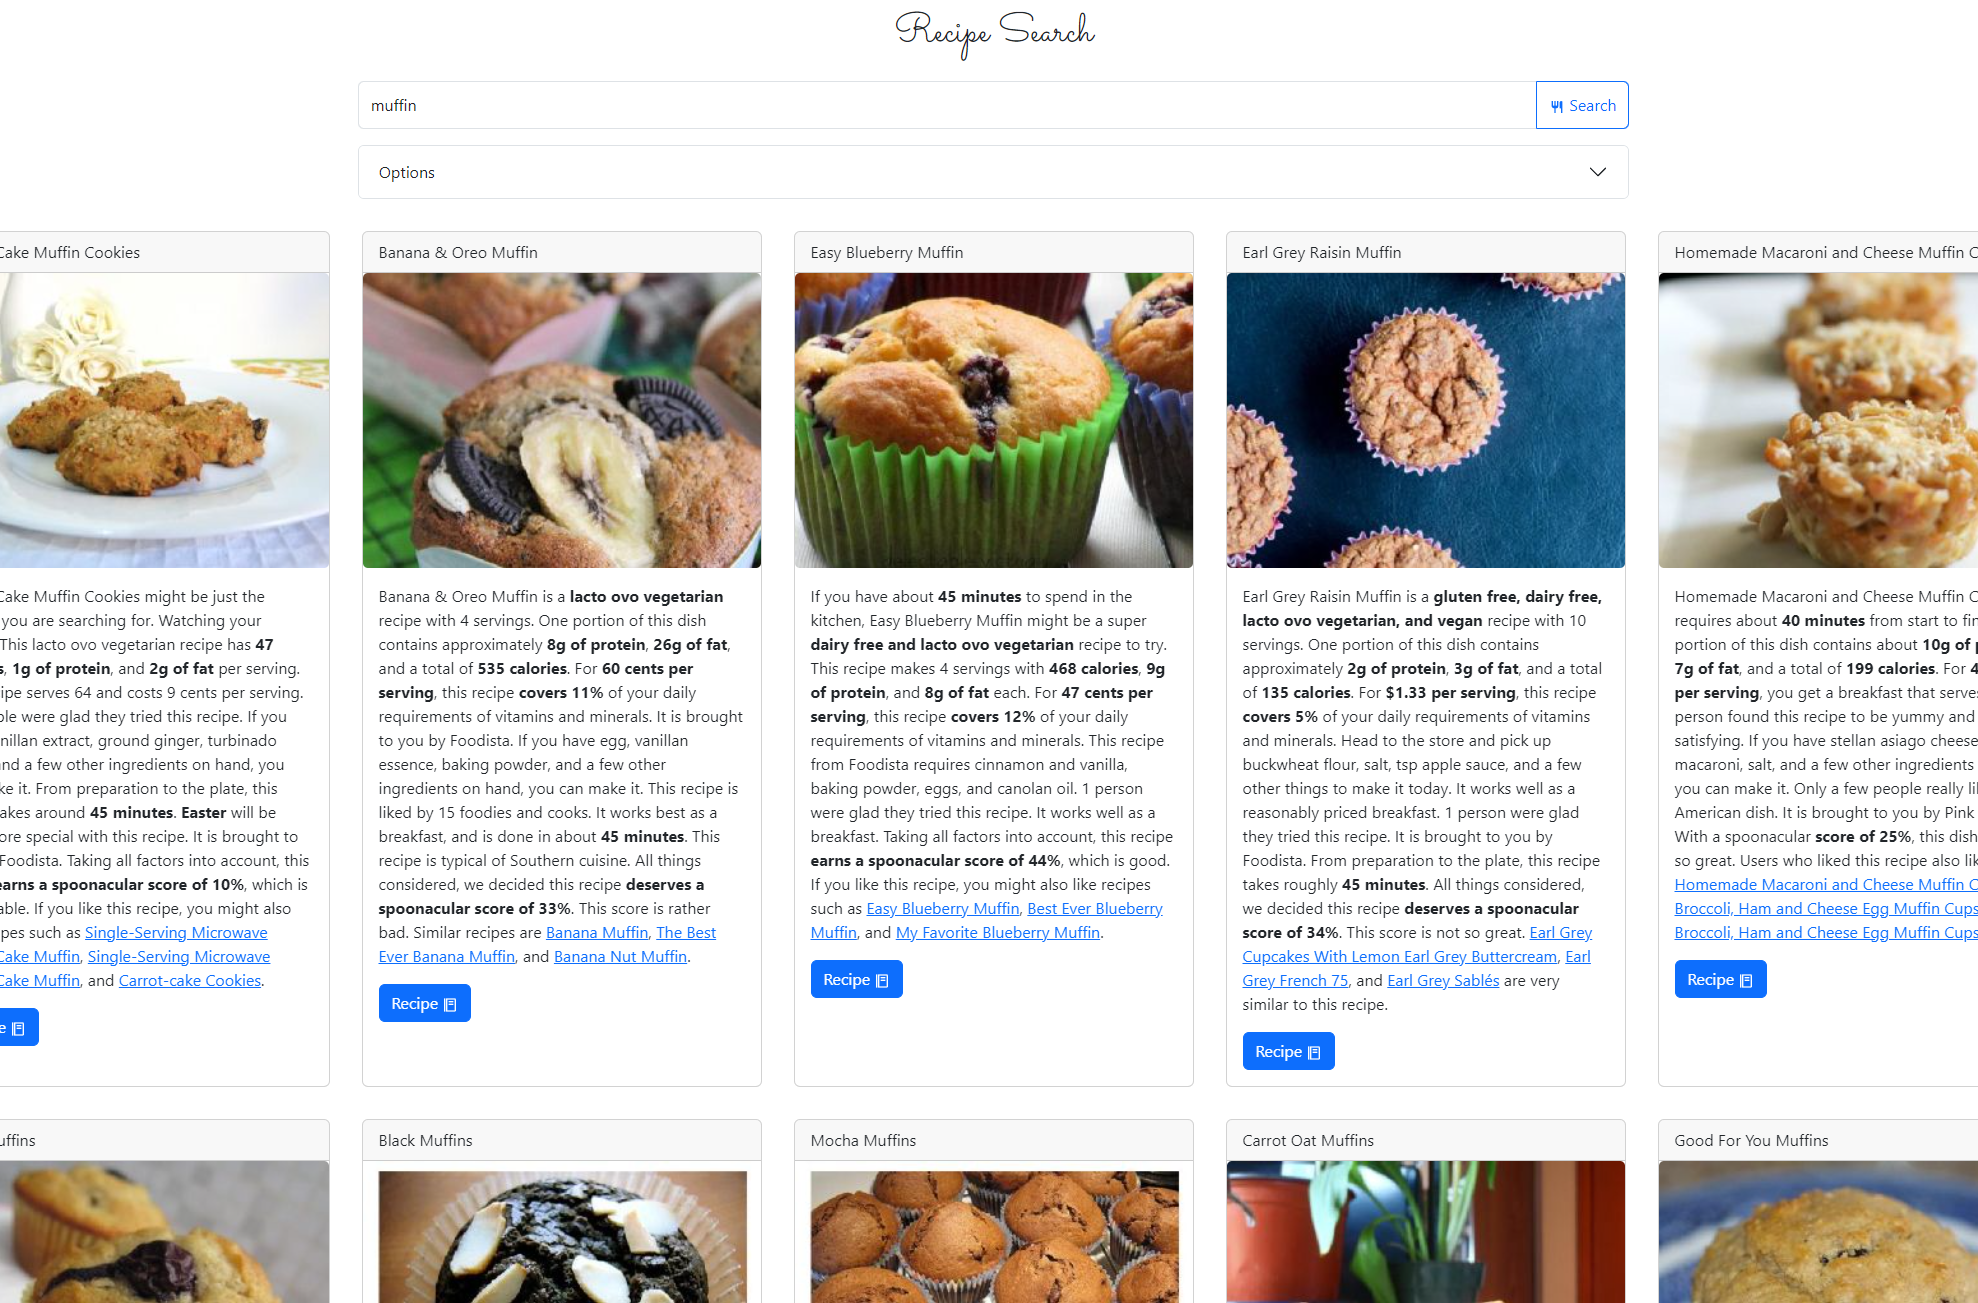 Recipe Search
muffin
Search
Options
Cake Muffin Cookies
Cake Muffin Cookies might be just the
you are searching for. Watching your
This lacto ovo vegetarian recipe has 47
, 1g of protein, and 2g of fat per serving.
serves 64 and costs 9 cents per serving.
were glad they tried this recipe. If you
extract, ground ginger, turbinado
and a few other ingredients on hand, you
it. From preparation to the plate, this
around 45 minutes. Easter will be
special with this recipe. It is brought to
Foodista. Taking all factors into account, this
earns a spoonacular score of 10%, which is
. If you like this recipe, you might also
such as Single-Serving Microwave
Cake Muffin, Single-Serving Microwave
Cake Muffin, and Carrot-cake Cookies.
Banana & Oreo Muffin
Banana & Oreo Muffin is a lacto ovo vegetarian
recipe with 4 servings. One portion of this dish
contains approximately 8g of protein, 26g of fat,
and a total of 535 calories. For 60 cents per
serving, this recipe covers 11% of your daily
requirements of vitamins and minerals. It is brought
to you by Foodista. If you have egg, vanillan
essence, baking powder, and a few other
ingredients on hand, you can make it. This recipe is
liked by 15 foodies and cooks. It works best as a
breakfast, and is done in about 45 minutes. This
recipe is typical of Southern cuisine. All things
considered, we decided this recipe deserves a
spoonacular score of 33%. This score is rather
bad. Similar recipes are Banana Muffin, The Best
Ever Banana Muffin, and Banana Nut Muffin.
Recipe
Easy Blueberry Muffin
If you have about 45 minutes to spend in the
kitchen, Easy Blueberry Muffin might be a super
dairy free and lacto ovo vegetarian recipe to try.
This recipe makes 4 servings with 468 calories, 9g
of protein, and 8g of fat each. For 47 cents per
serving, this recipe covers 12% of your daily
requirements of vitamins and minerals. This recipe
from Foodista requires cinnamon and vanilla,
baking powder, eggs, and canolan oil. 1 person
were glad they tried this recipe. It works well as a
breakfast. Taking all factors into account, this recipe
earns a spoonacular score of 44%, which is good.
If you like this recipe, you might also like recipes
such as Easy Blueberry Muffin, Best Ever Blueberry
Muffin, and My Favorite Blueberry Muffin.
Recipe
Earl Grey Raisin Muffin
Earl Grey Raisin Muffin is a gluten free, dairy free,
lacto ovo vegetarian, and vegan recipe with 10
servings. One portion of this dish contains
approximately 2g of protein, 3g of fat, and a total
of 135 calories. For $1.33 per serving, this recipe
covers 5% of your daily requirements of vitamins
and minerals. Head to the store and pick up
buckwheat flour, salt, tsp apple sauce, and a few
other things to make it today. It works well as a
reasonably priced breakfast. 1 person were glad
they tried this recipe. It is brought to you by
Foodista. From preparation to the plate, this recipe
takes roughly 45 minutes. All things considered,
we decided this recipe deserves a spoonacular
score of 34%. This score is not so great. Earl Grey
Cupcakes With Lemon Earl Grey Buttercream, Earl
Grey French 75, and Earl Grey Sablés are very
similar to this recipe.
Recipe
Homemade Macaroni and Cheese Muffin
Homemade Macaroni and Cheese Muffin
requires about 40 minutes from start to
portion of this dish contains about 10g of
7g of fat, and a total of 199 calories. For
per serving, you get a breakfast that
person found this recipe to be yummy and
satisfying. If you have stellan asiago cheese
macaroni, salt, and a few other ingredients
you can make it. Only a few people really
American dish. It is brought to you by Pink
With a spoonacular score of 25%, this dish
so great. Users who liked this recipe also
Homemade Macaroni and Cheese Muffin
Broccoli, Ham and Cheese Egg Muffin Cups
Broccoli, Ham and Cheese Egg Muffin Cups
Recipe
Black Muffins
Mocha Muffins
Carrot Oat Muffins
Good For You Muffins